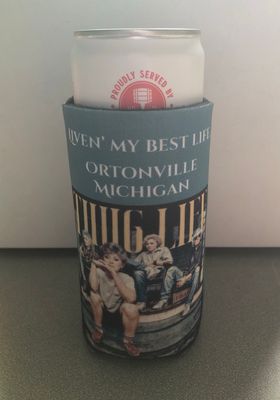 PROUDLY SERVED BY
LIVEN' MY BEST LIFE
ORTONVILLE
MICHIGAN
THUG LIFE